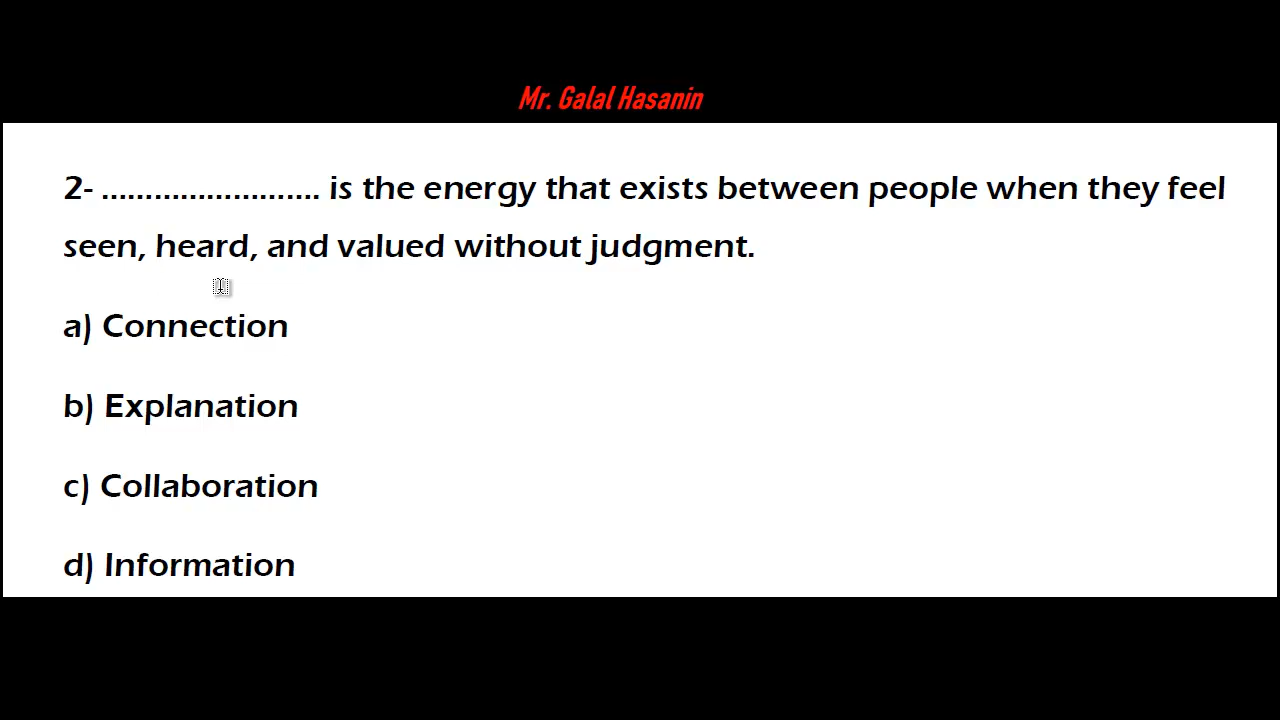 Mr. Galal Hasanin
2- ......................... is the energy that exists between people when they feel
seen, heard, and valued without judgment.
a) Connection
b) Explanation
c) Collaboration
d) Information